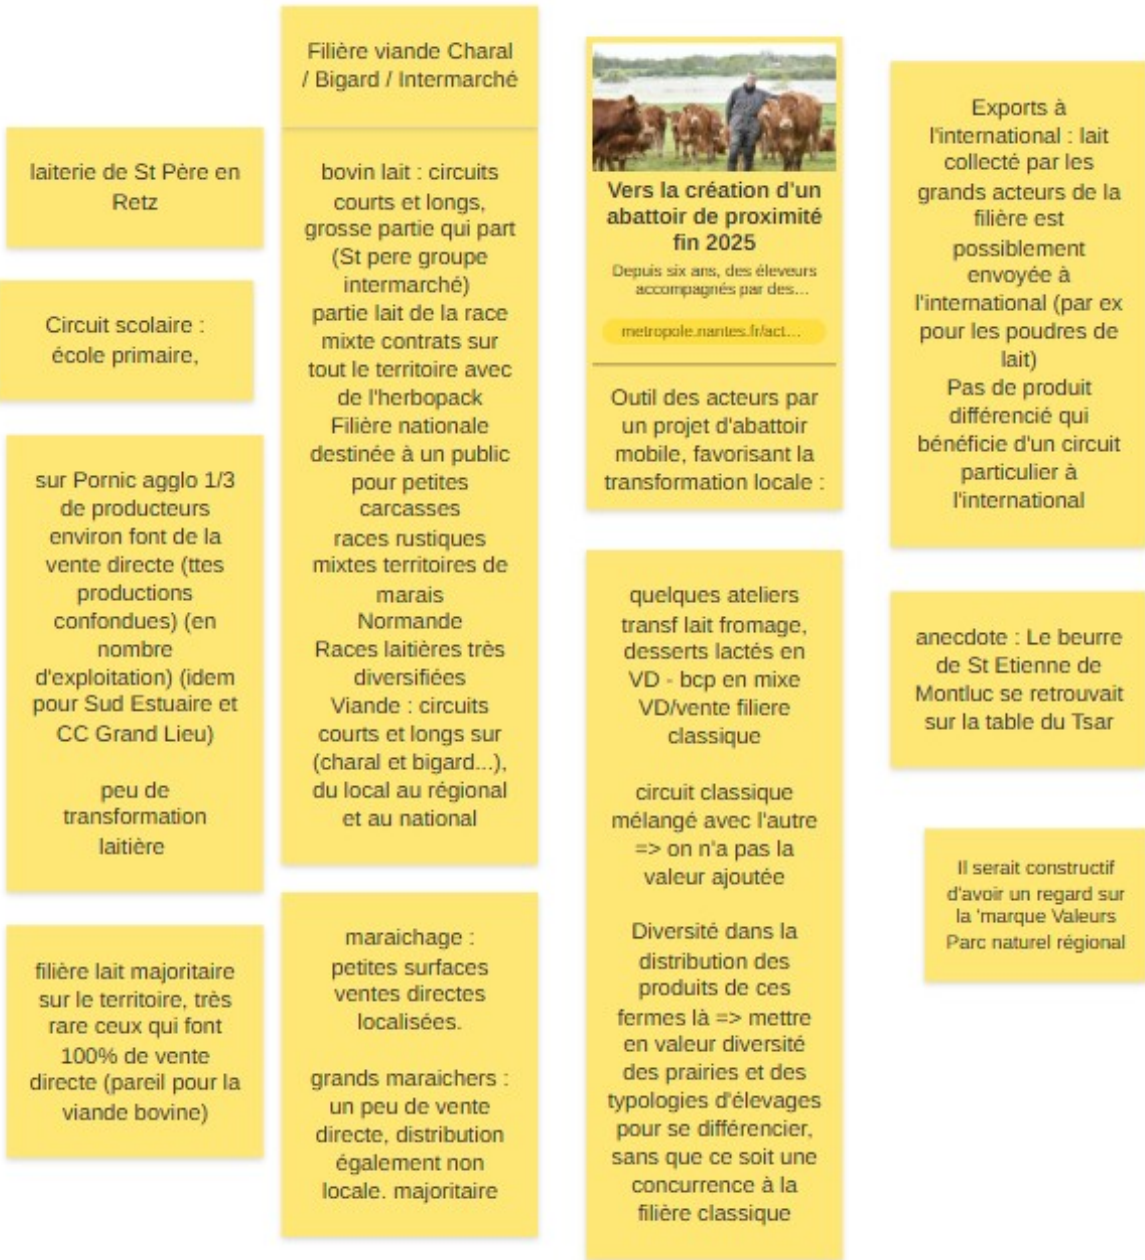 laiterie de St Père en
Retz
Circuit scolaire :
école primaire,
sur Pornic agglo 1/3
de producteurs
environ font de la
vente directe (ttes
productions
confondues) (en
nombre
d'exploitation) (idem
pour Sud Estuaire et
CC Grand Lieu)
peu de
transformation
laitière
filière lait majoritaire
sur le territoire, très
rare ceux qui font
100% de vente
directe (pareil pour la
viande bovine)
Filière viande Charal
/ Bigard / Intermarché
bovin lait : circuits
courts et longs,
grosse partie qui part
(St pere groupe
intermarché)
partie lait de la race
mixte contrats sur
tout le territoire avec
de l'herbopack
Filière nationale
destinée à un public
pour petites
carcasses
races rustiques
mixtes territoires de
marais
Normande
Races laitières très
diversifiées
Viande : circuits
courts et longs sur
(charal et bigard...),
du local au régional
et au national
maraichage :
petites surfaces
ventes directes
localisées.
grands maraichers :
un peu de vente
directe, distribution
également non
locale. majoritaire
Vers la création d'un
abattoir de proximité
fin 2025
Depuis six ans, des éleveurs
accompagnés par des...
metropole.nantes.fr/act...
Outil des acteurs par
un projet d'abattoir
mobile, favorisant la
transformation locale :
quelques ateliers
transf lait fromage,
desserts lactés en
VD - bcp en mixe
VD/vente filiere
classique
circuit classique
mélangé avec l'autre
=> on n'a pas la
valeur ajoutée
Diversité dans la
distribution des
produits de ces
fermes là => mettre
en valeur diversité
des prairies et des
typologies d'élevages
pour se différencier,
sans que ce soit une
concurrence à la
filière classique
Exports à
l'international : lait
collecté par les
grands acteurs de la
filière est
possiblement
envoyée à
l'international (par ex
pour les poudres de
lait)
Pas de produit
différencié qui
bénéficie d'un circuit
particulier à
l'international
anecdote : Le beurre
de St Etienne de
Montluc se retrouvait
sur la table du Tsar
Il serait constructif
d'avoir un regard sur
la 'marque Valeurs
Parc naturel régional